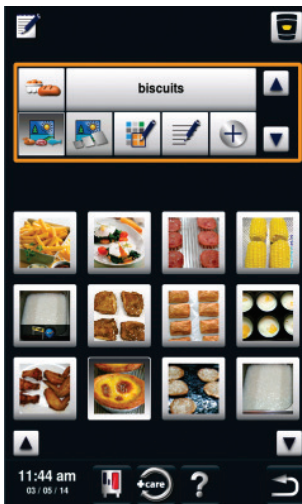 biscuits
11:44 am
+care
?
03 / 05 / 14